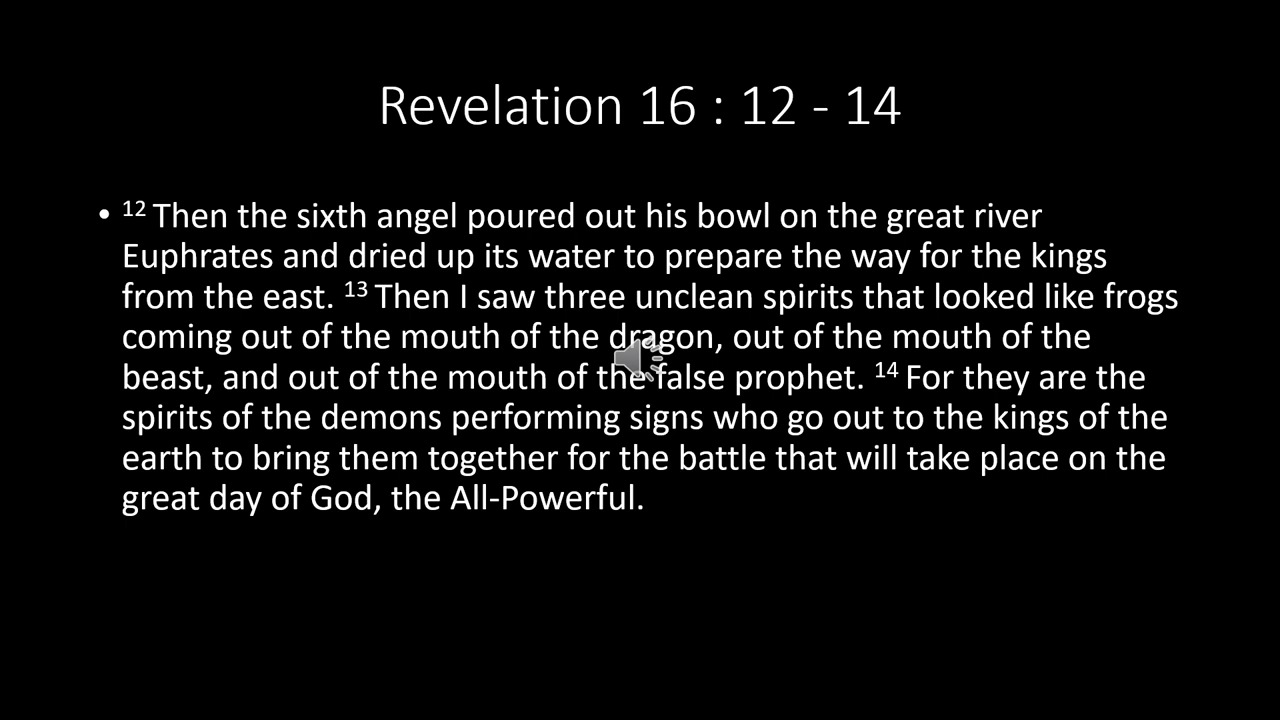 Revelation 16 : 12 - 14
• 12 Then the sixth angel poured out his bowl on the great river
Euphrates and dried up its water to prepare the way for the kings
from the east. 13 Then I saw three unclean spirits that looked like frogs
coming out of the mouth of the dragon, out of the mouth of the
beast, and out of the mouth of the false prophet. 14 For they are the
spirits of the demons performing signs who go out to the kings of the
earth to bring them together for the battle that will take place on the
great day of God, the All-Powerful.